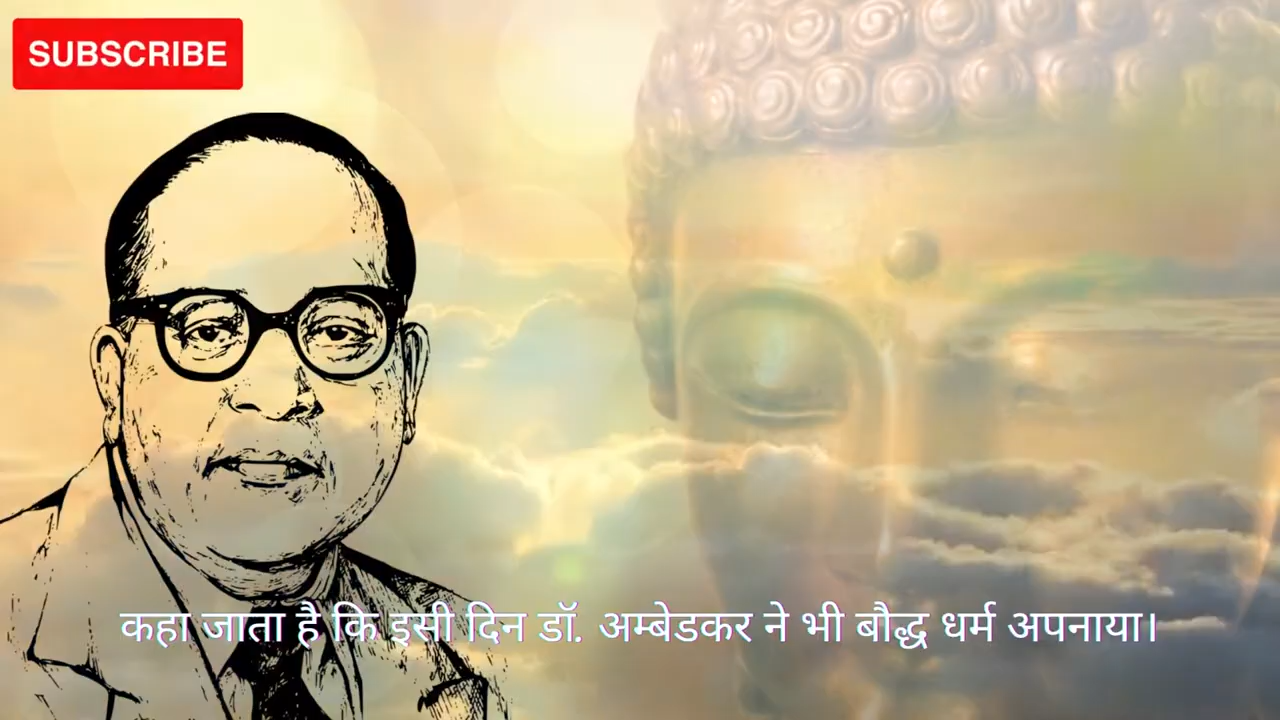 SUBSCRIBE
कहा जाता है कि इसी दिन डॉ. अम्बेडकर ने भी बौद्ध धर्म अपनाया।